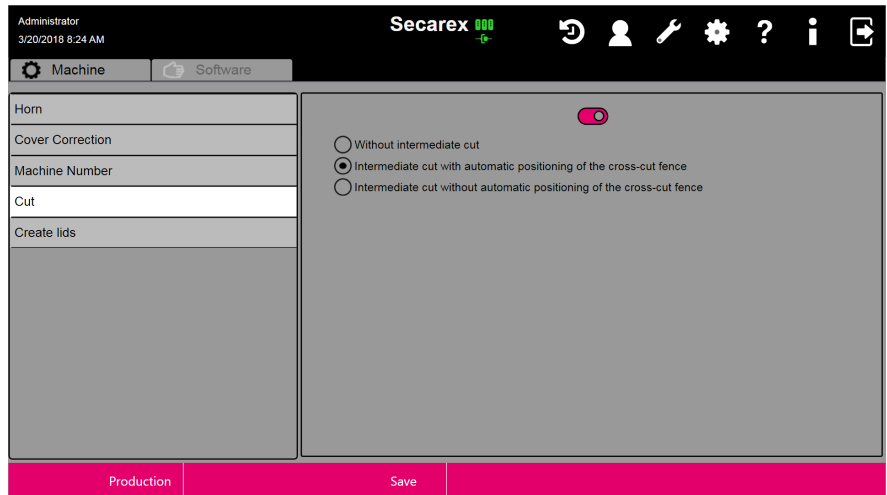 Administrator
3/20/2018 8:24 AM
Secarex
?
i
Machine
Software
Horn
Cover Correction
Machine Number
Cut
Create lids
Without intermediate cut
Intermediate cut with automatic positioning of the cross-cut fence
Intermediate cut without automatic positioning of the cross-cut fence
Production
Save